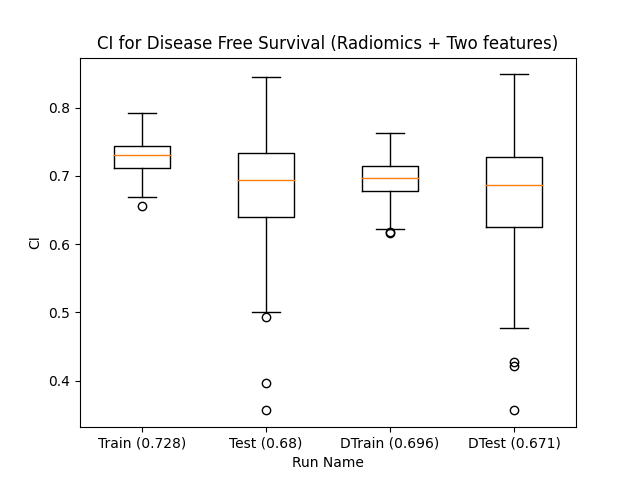 CI for Disease Free Survival (Radiomics + Two features)
0.8
0.7
0.6
0.5
0.4
CI
Train (0.728)
Test (0.68)
DTrain (0.696)
DTest (0.671)
Run Name